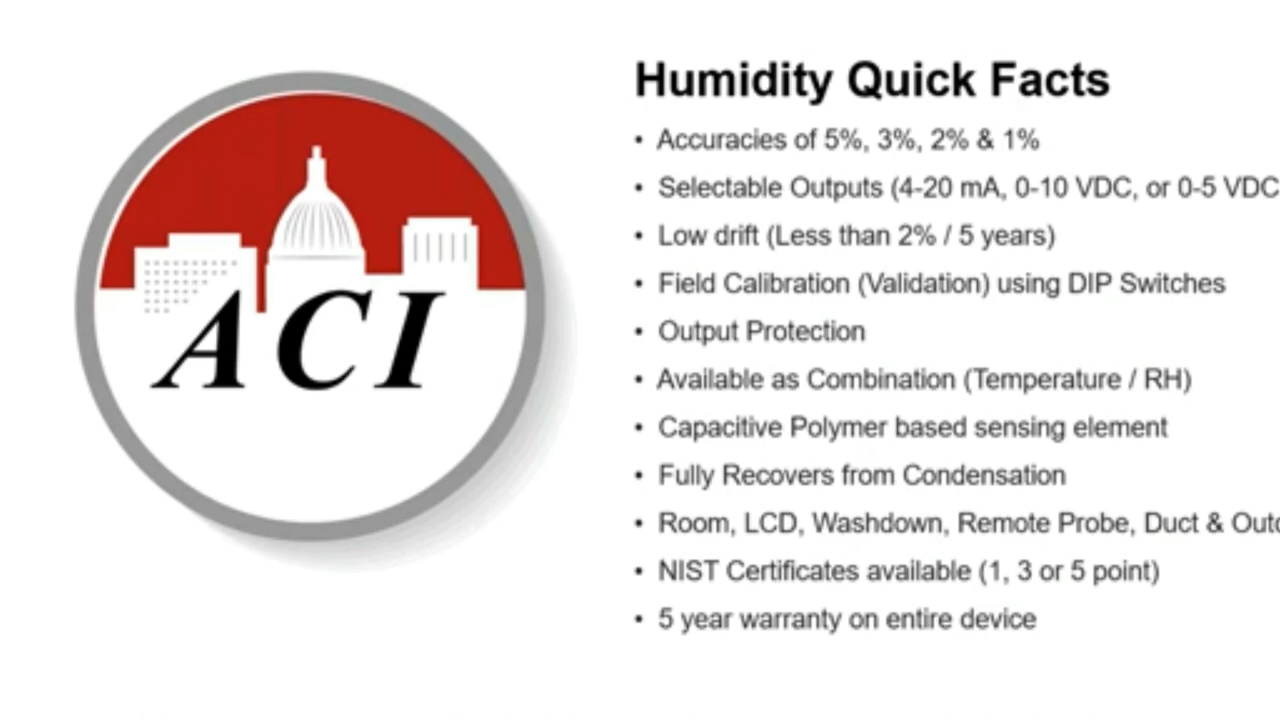 ACI
Humidity Quick Facts
• Accuracies of 5%, 3%, 2% & 1%
• Selectable Outputs (4-20 mA, 0-10 VDC, or 0-5 VDC
• Low drift (Less than 2% / 5 years)
• Field Calibration (Validation) using DIP Switches
• Output Protection
• Available as Combination (Temperature / RH)
• Capacitive Polymer based sensing element
• Fully Recovers from Condensation
• Room, LCD, Washdown, Remote Probe, Duct &
• NIST Certificates available (1, 3 or 5 point)
• 5 year warranty on entire device